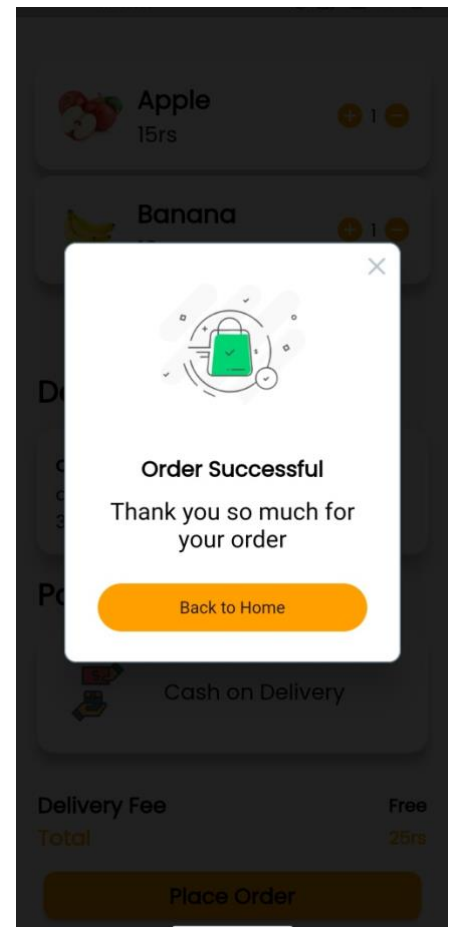 Apple
15rs
1
Banana
1
Order Successful
Thank you so much for
your order
Back to Home
Cash on Delivery
Delivery Fee Free
Total 25rs
Place Order